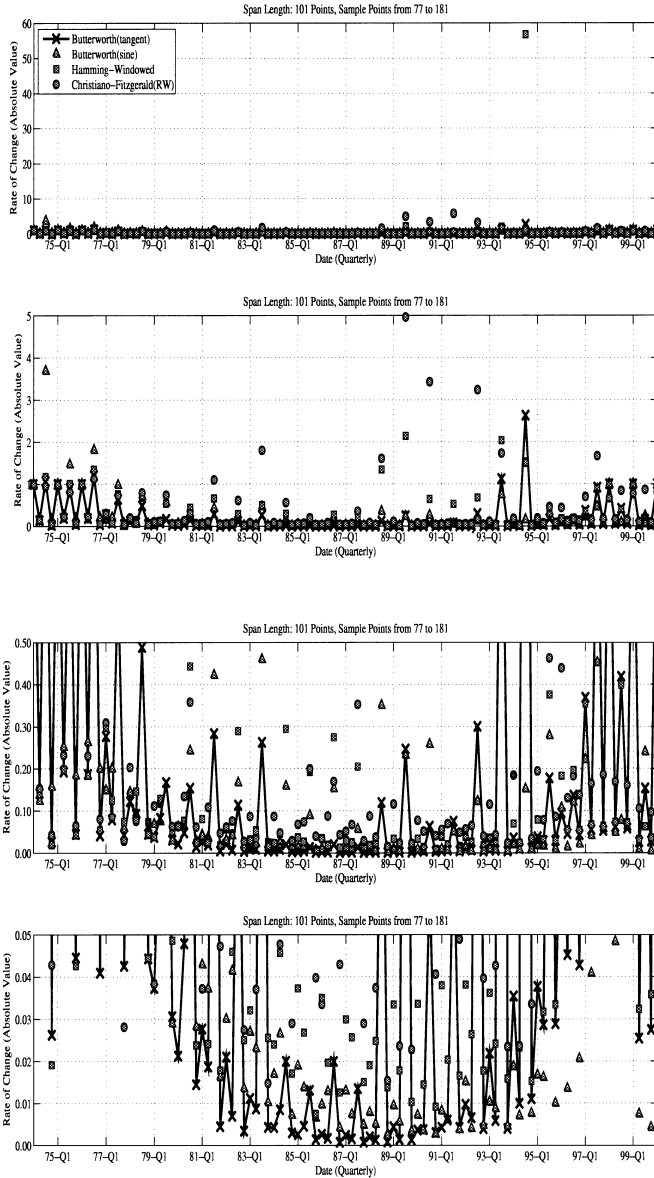 Span Length: 101 Points, Sample Points from 77 to 181
60
50
40
30
20
10
0
Rate of Change (Absolute Value)
Butterworth(tangent)
Butterworth(sine)
Hamming-Windowed
Christiano-Fitzgerald(RW)
75-Q1 77-Q1 79-Q1 81-Q1 83-Q1 85-Q1 87-Q1 89-Q1 91-Q1 93-Q1 95-Q1 97-Q1 99-Q1
Date (Quarterly)
Span Length: 101 Points, Sample Points from 77 to 181
5
4
3
2
1
0
Rate of Change (Absolute Value)
75-Q1 77-Q1 79-Q1 81-Q1 83-Q1 85-Q1 87-Q1 89-Q1 91-Q1 93-Q1 95-Q1 97-Q1 99-Q1
Date (Quarterly)
Span Length: 101 Points, Sample Points from 77 to 181
0.50
0.40
0.30
0.20
0.10
0.00
Rate of Change (Absolute Value)
75-Q1 77-Q1 79-Q1 81-Q1 83-Q1 85-Q1 87-Q1 89-Q1 91-Q1 93-Q1 95-Q1 97-Q1 99-Q1
Date (Quarterly)
Span Length: 101 Points, Sample Points from 77 to 181
0.05
0.04
0.03
0.02
0.01
0.00
Rate of Change (Absolute Value)
75-Q1 77-Q1 79-Q1 81-Q1 83-Q1 85-Q1 87-Q1 89-Q1 91-Q1 93-Q1 95-Q1 97-Q1 99-Q1
Date (Quarterly)